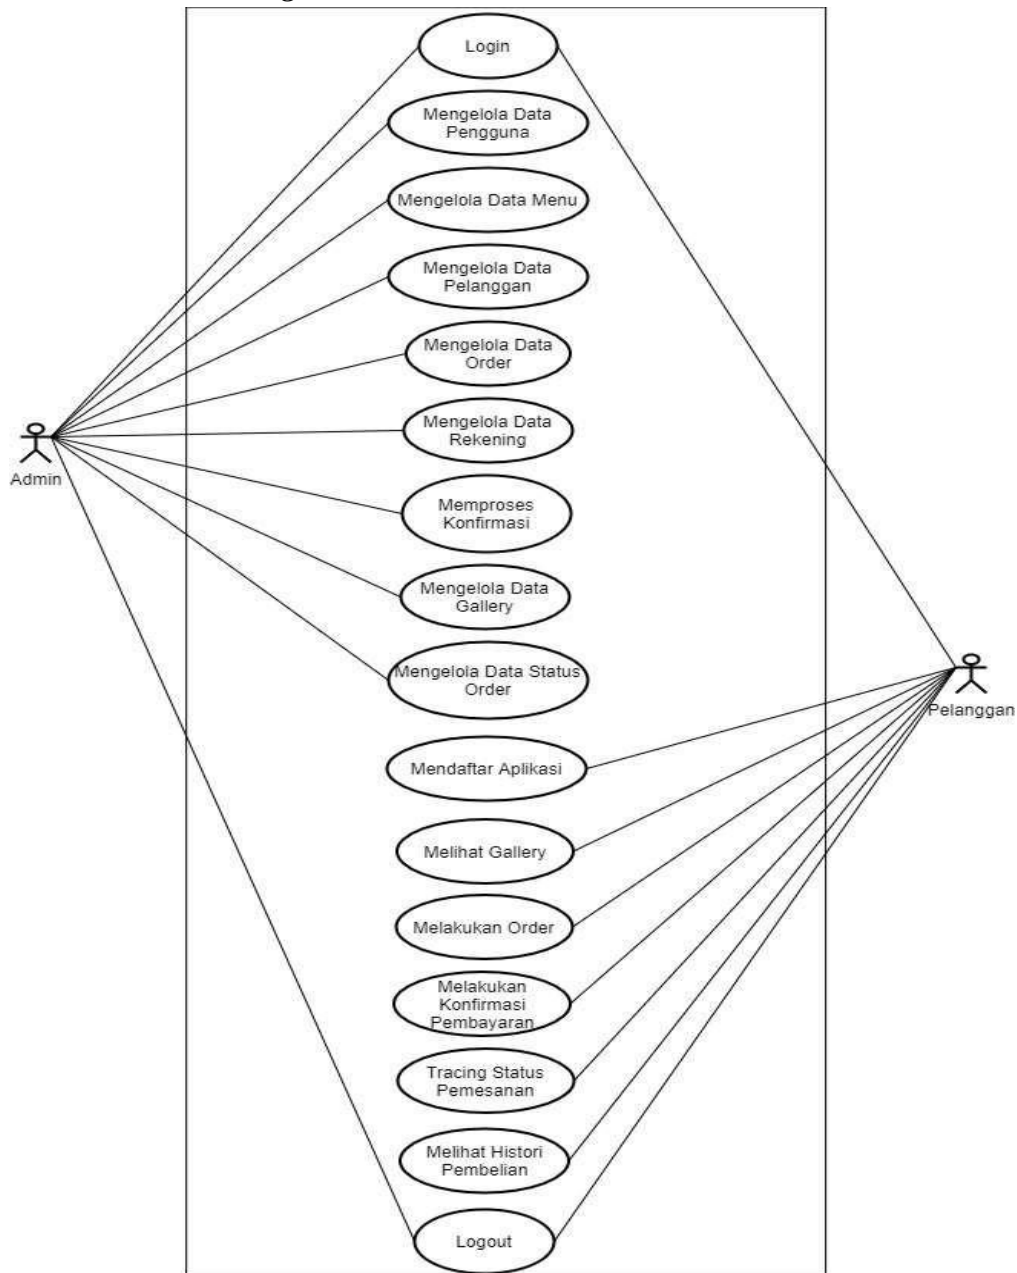 Login
Mengelola Data
Pengguna
Mengelola Data Menu
Mengelola Data
Pelanggan
Mengelola Data
Order
Mengelola Data
Rekening
Admin
Memproses
Konfirmasi
Mengelola Data
Gallery
Mengelola Data Status
Order
Pelanggan
Mendaftar Aplikasi
Melihat Gallery
Melakukan Order
Melakukan
Konfirmasi
Pembayaran
Tracing Status
Pemesanan
Melihat Histori
Pembelian
Logout